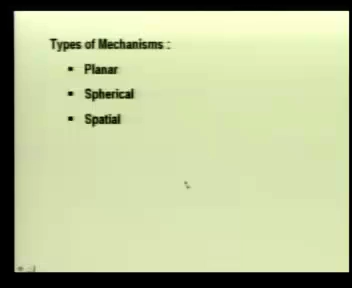 Types of Mechanisms :
▪ Planar
▪ Spherical
▪ Spatial